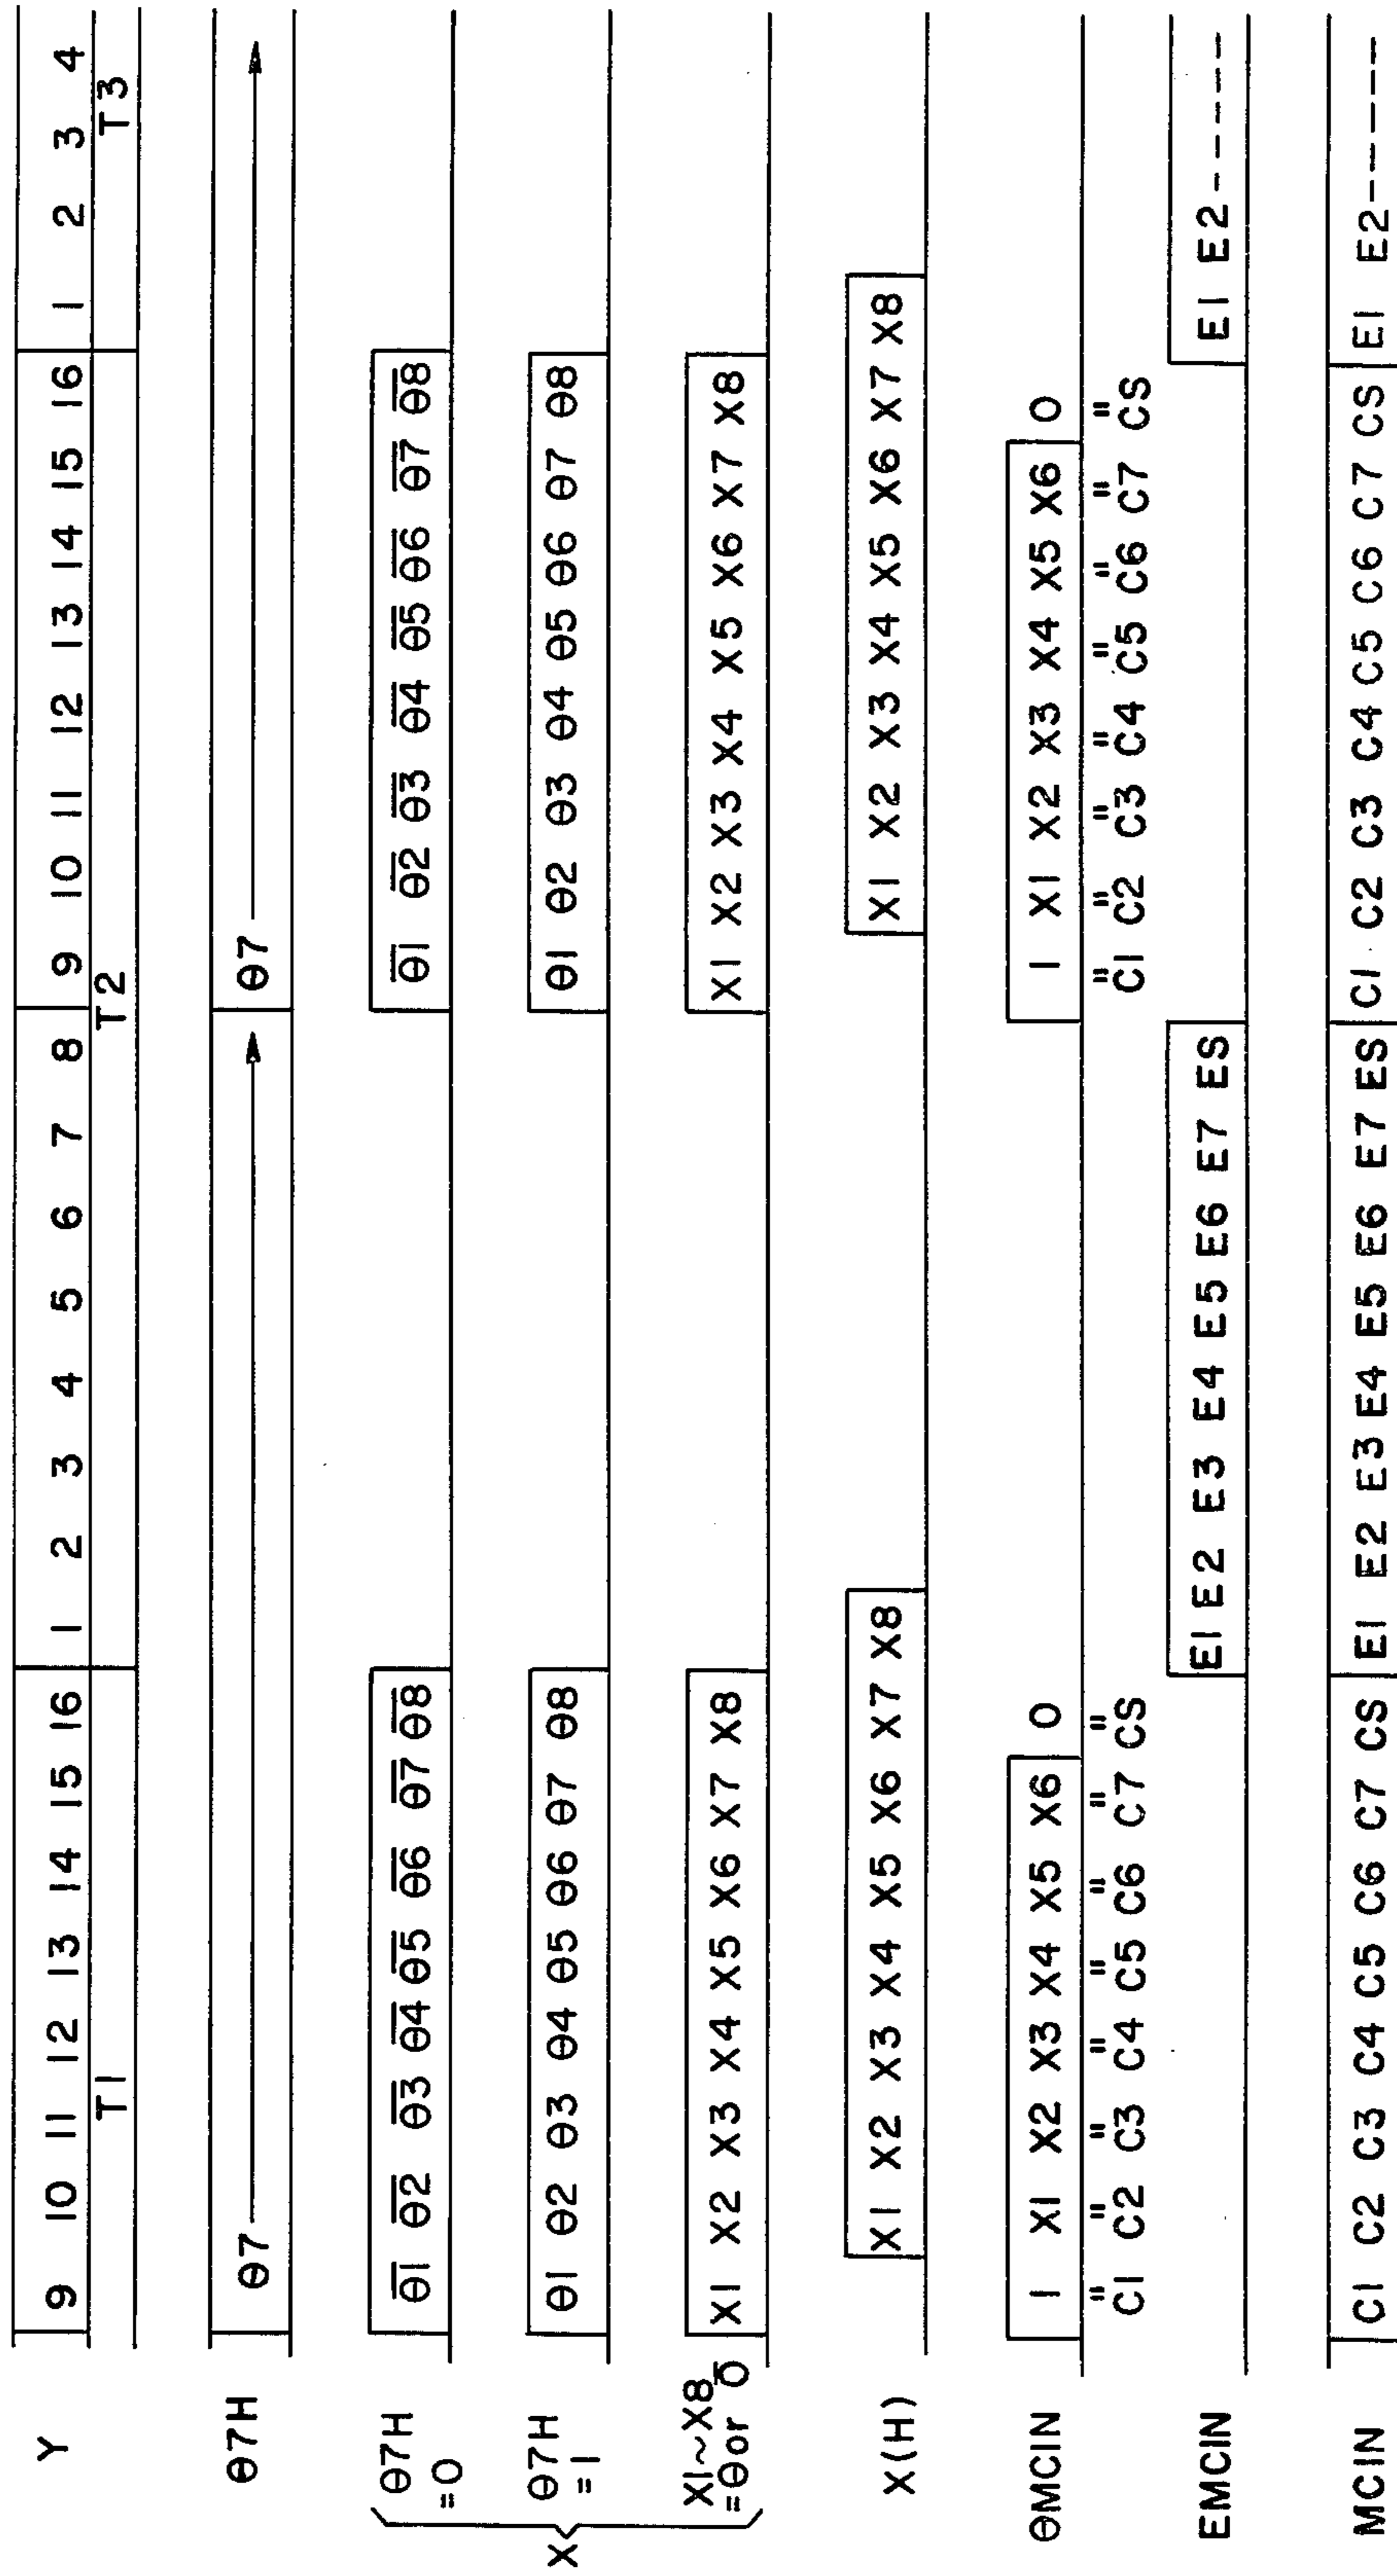 Y 9 10 11 12 13 14 15 16 1 2 3 4 5 6 7 8 9 10 11 12 13 14 15 16 1 2 3 4
T1 T2 T3
θ7H θ7 θ7
X
θ7H =0 θ̅1̅ θ̅2̅ θ̅3̅ θ̅4̅ θ̅5̅ θ̅6̅ θ̅7̅ θ̅8̅ θ̅1̅ θ̅2̅ θ̅3̅ θ̅4̅ θ̅5̅ θ̅6̅ θ̅7̅ θ̅8̅
θ7H =1 θ1 θ2 θ3 θ4 θ5 θ6 θ7 θ8 θ1 θ2 θ3 θ4 θ5 θ6 θ7 θ8
X1~X8 =θ or O̅ X1 X2 X3 X4 X5 X6 X7 X8 X1 X2 X3 X4 X5 X6 X7 X8
X(H) X1 X2 X3 X4 X5 X6 X7 X8 X1 X2 X3 X4 X5 X6 X7 X8
θMCIN 1 X1 X2 X3 X4 X5 X6 0 1 X1 X2 X3 X4 X5 X6 0
=C1 =C2 =C3 =C4 =C5 =C6 =C7 =CS =C1 =C2 =C3 =C4 =C5 =C6 =C7 =CS
EMCIN E1 E2 E3 E4 E5 E6 E7 ES E1 E2-----
MCIN C1 C2 C3 C4 C5 C6 C7 CS E1 E2 E3 E4 E5 E6 E7 ES C1 C2 C3 C4 C5 C6 C7 CS E1 E2-----